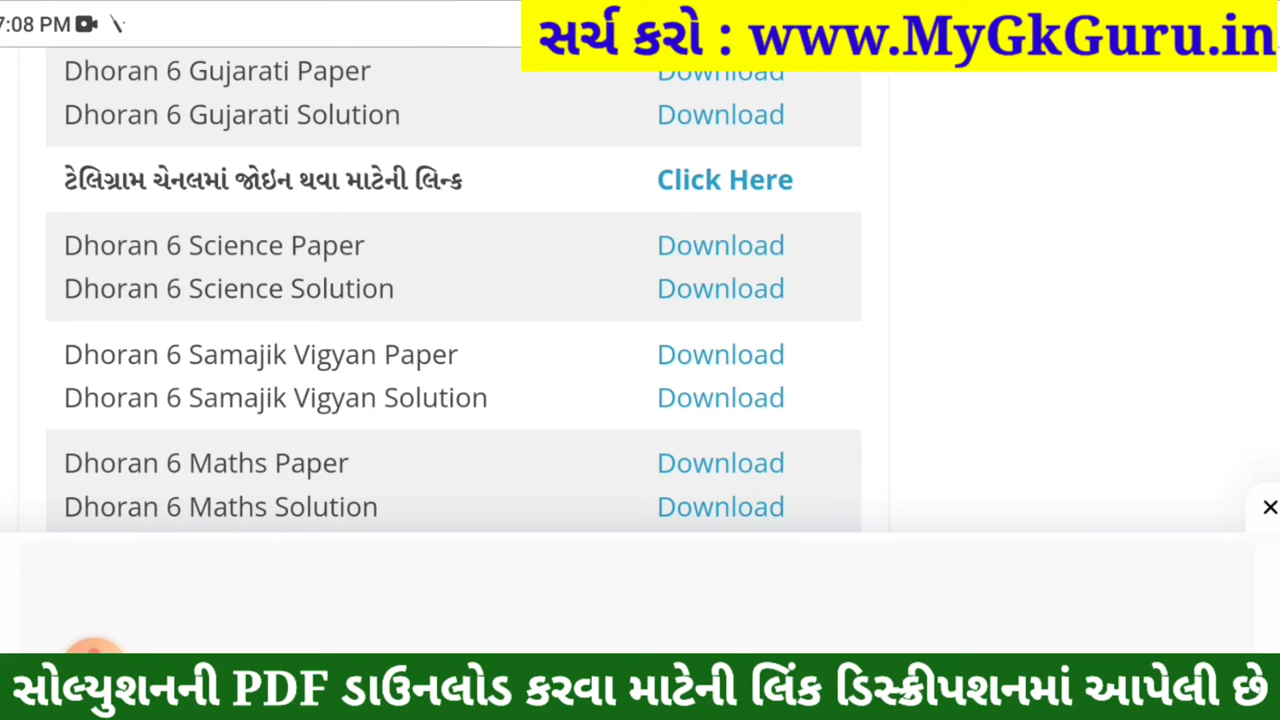 7:08 PM
સર્ચ કરો : www.MyGkGuru.in
Dhoran 6 Gujarati Paper Download
Dhoran 6 Gujarati Solution Download
ટેલિગ્રામ ચેનલમાં જોઇન થવા માટેની લિન્ક Click Here
Dhoran 6 Science Paper Download
Dhoran 6 Science Solution Download
Dhoran 6 Samajik Vigyan Paper Download
Dhoran 6 Samajik Vigyan Solution Download
Dhoran 6 Maths Paper Download
Dhoran 6 Maths Solution Download
સોલ્યુશનની PDF ડાઉનલોડ કરવા માટેની લિંક ડિસ્ક્રીપશનમાં આપેલી છે